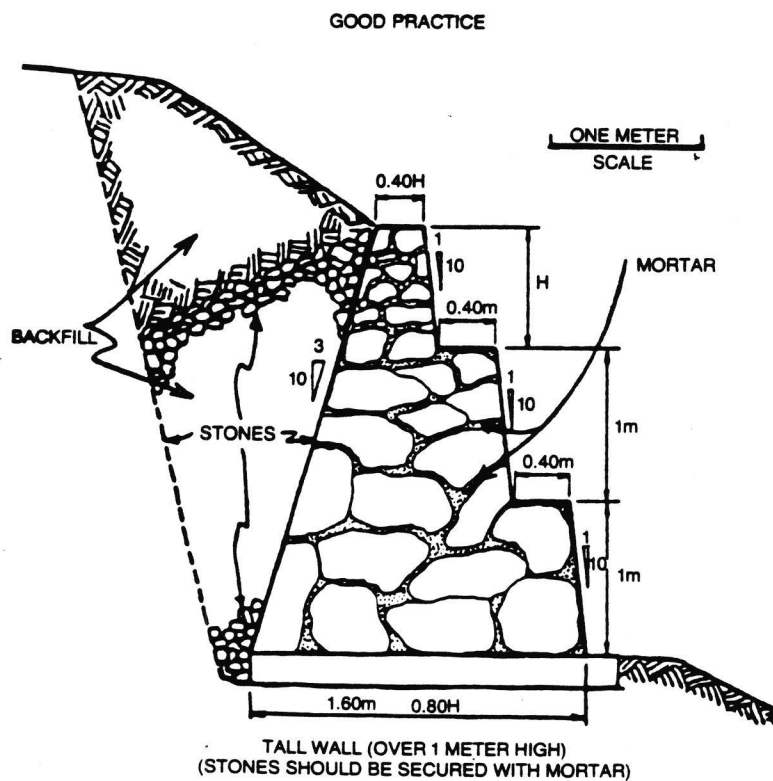 GOOD PRACTICE
ONE METER
SCALE
0.40H
1
10
H
MORTAR
0.40m
BACKFILL
3
10
1
10
STONES
1m
0.40m
1
10
1m
1.60m 0.80H
TALL WALL (OVER 1 METER HIGH)
(STONES SHOULD BE SECURED WITH MORTAR)